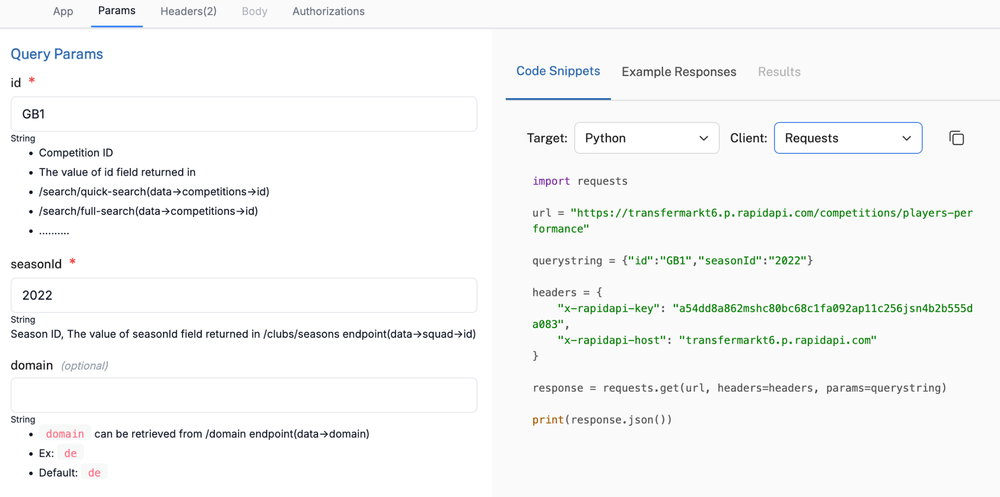 App Params Headers(2) Body Authorizations
Query Params
id *
GB1
String
• Competition ID
• The value of id field returned in
• /search/quick-search(data→competitions→id)
• /search/full-search(data→competitions→id)
• ..........
seasonId *
2022
String
Season ID, The value of seasonId field returned in /clubs/seasons endpoint(data→squad→id)
domain (optional)
String
• domain can be retrieved from /domain endpoint(data→domain)
• Ex: de
• Default: de
Code Snippets Example Responses Results
Target: Python Client: Requests
import requests
url = "https://transfermarkt6.p.rapidapi.com/competitions/players-per
formance"
querystring = {"id":"GB1","seasonId":"2022"}
headers = {
"x-rapidapi-key": "a54dd8a862mshc80bc68c1fa092ap11c256jsn4b2b555d
a083",
"x-rapidapi-host": "transfermarkt6.p.rapidapi.com"
}
response = requests.get(url, headers=headers, params=querystring)
print(response.json())